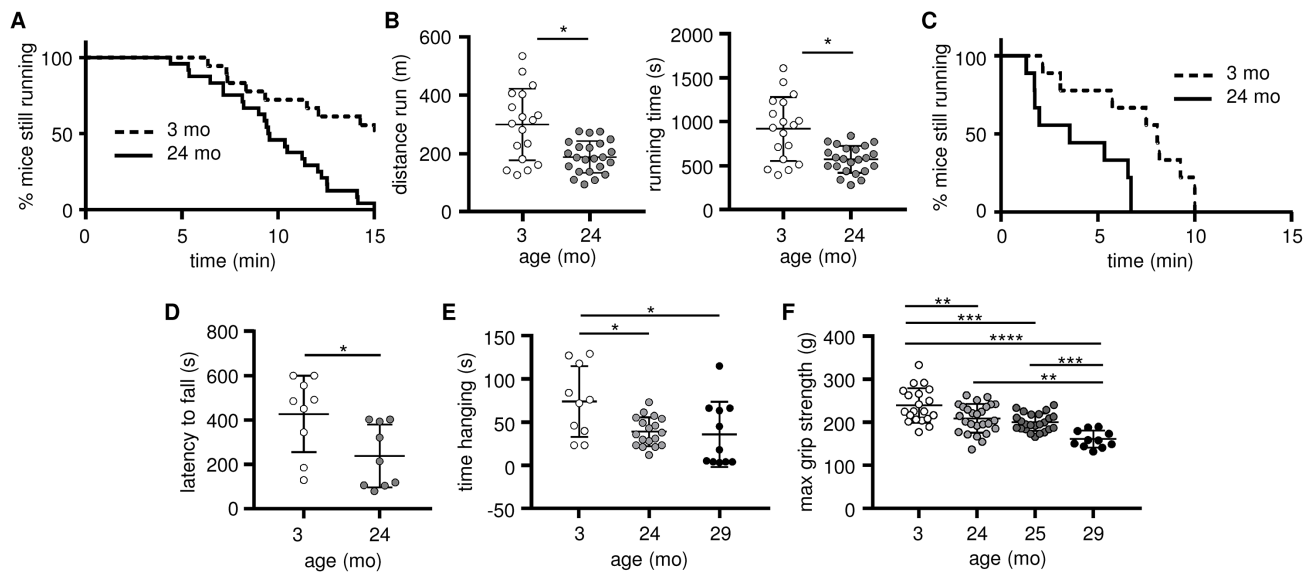 A
% mice still running
100
50
0
3 mo
24 mo
0 5 10 15
time (min)
B
distance run (m)
600
400
200
0
*
3 24
age (mo)
running time (s)
2000
1500
1000
500
0
*
3 24
age (mo)
C
% mice still running
100
50
0
3 mo
24 mo
0 5 10 15
time (min)
D
latency to fall (s)
800
600
400
200
0
*
3 24
age (mo)
E
time hanging (s)
150
100
50
0
-50
*
*
3 24 29
age (mo)
F
max grip strength (g)
400
300
200
100
0
**
***
****
***
**
3 24 25 29
age (mo)